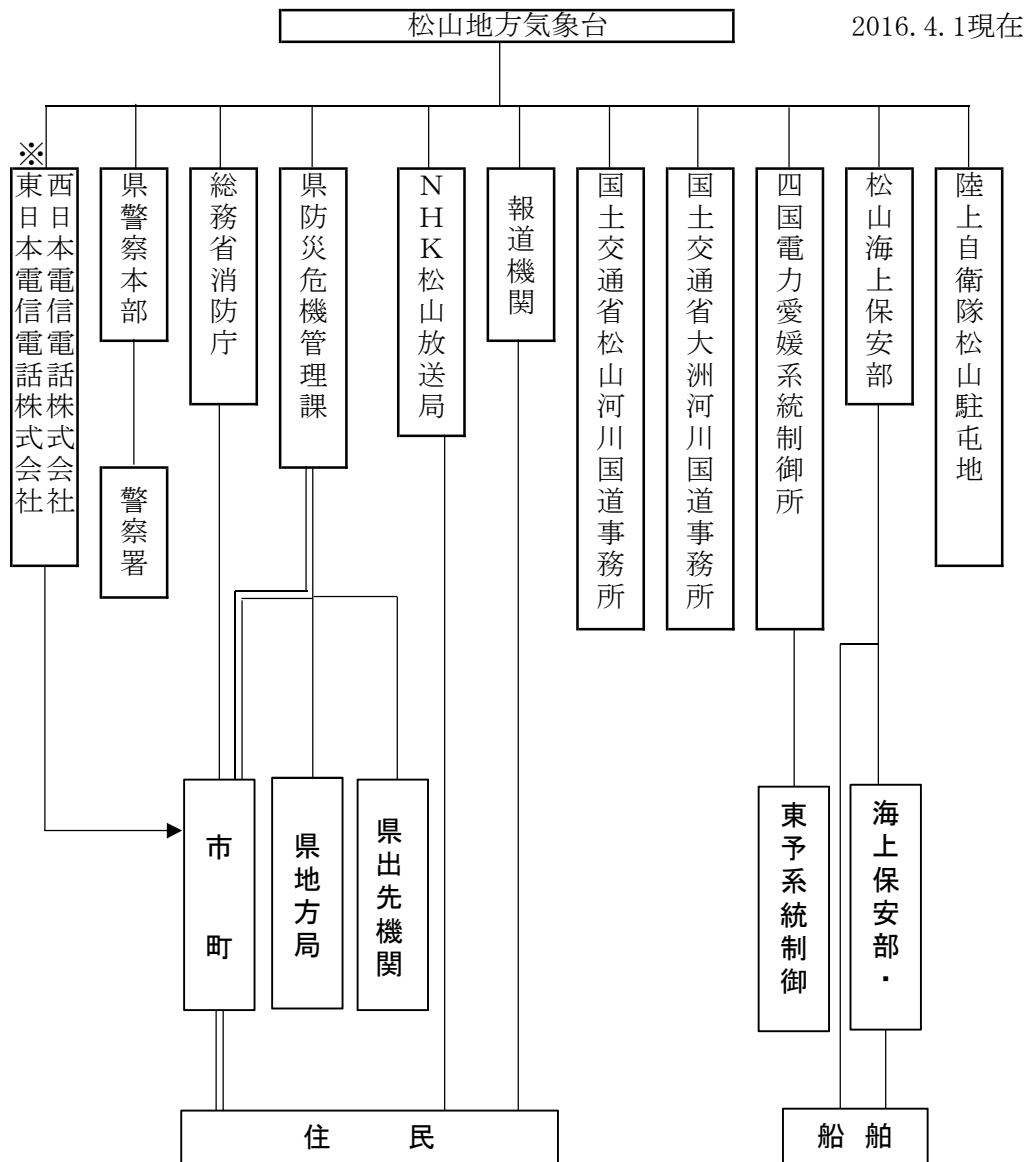 松山地方気象台
2016.4.1現在
※
西日本電信電話株式会社
東日本電信電話株式会社
県警察本部
総務省消防庁
県防災危機管理課
NHK松山放送局
報道機関
国土交通省松山河川国道事務所
国土交通省大洲河川国道事務所
四国電力愛媛系統制御所
松山海上保安部
陸上自衛隊松山駐屯地
警察署
市町
県地方局
県出先機関
東予系統制御
海上保安部・
住民
船舶